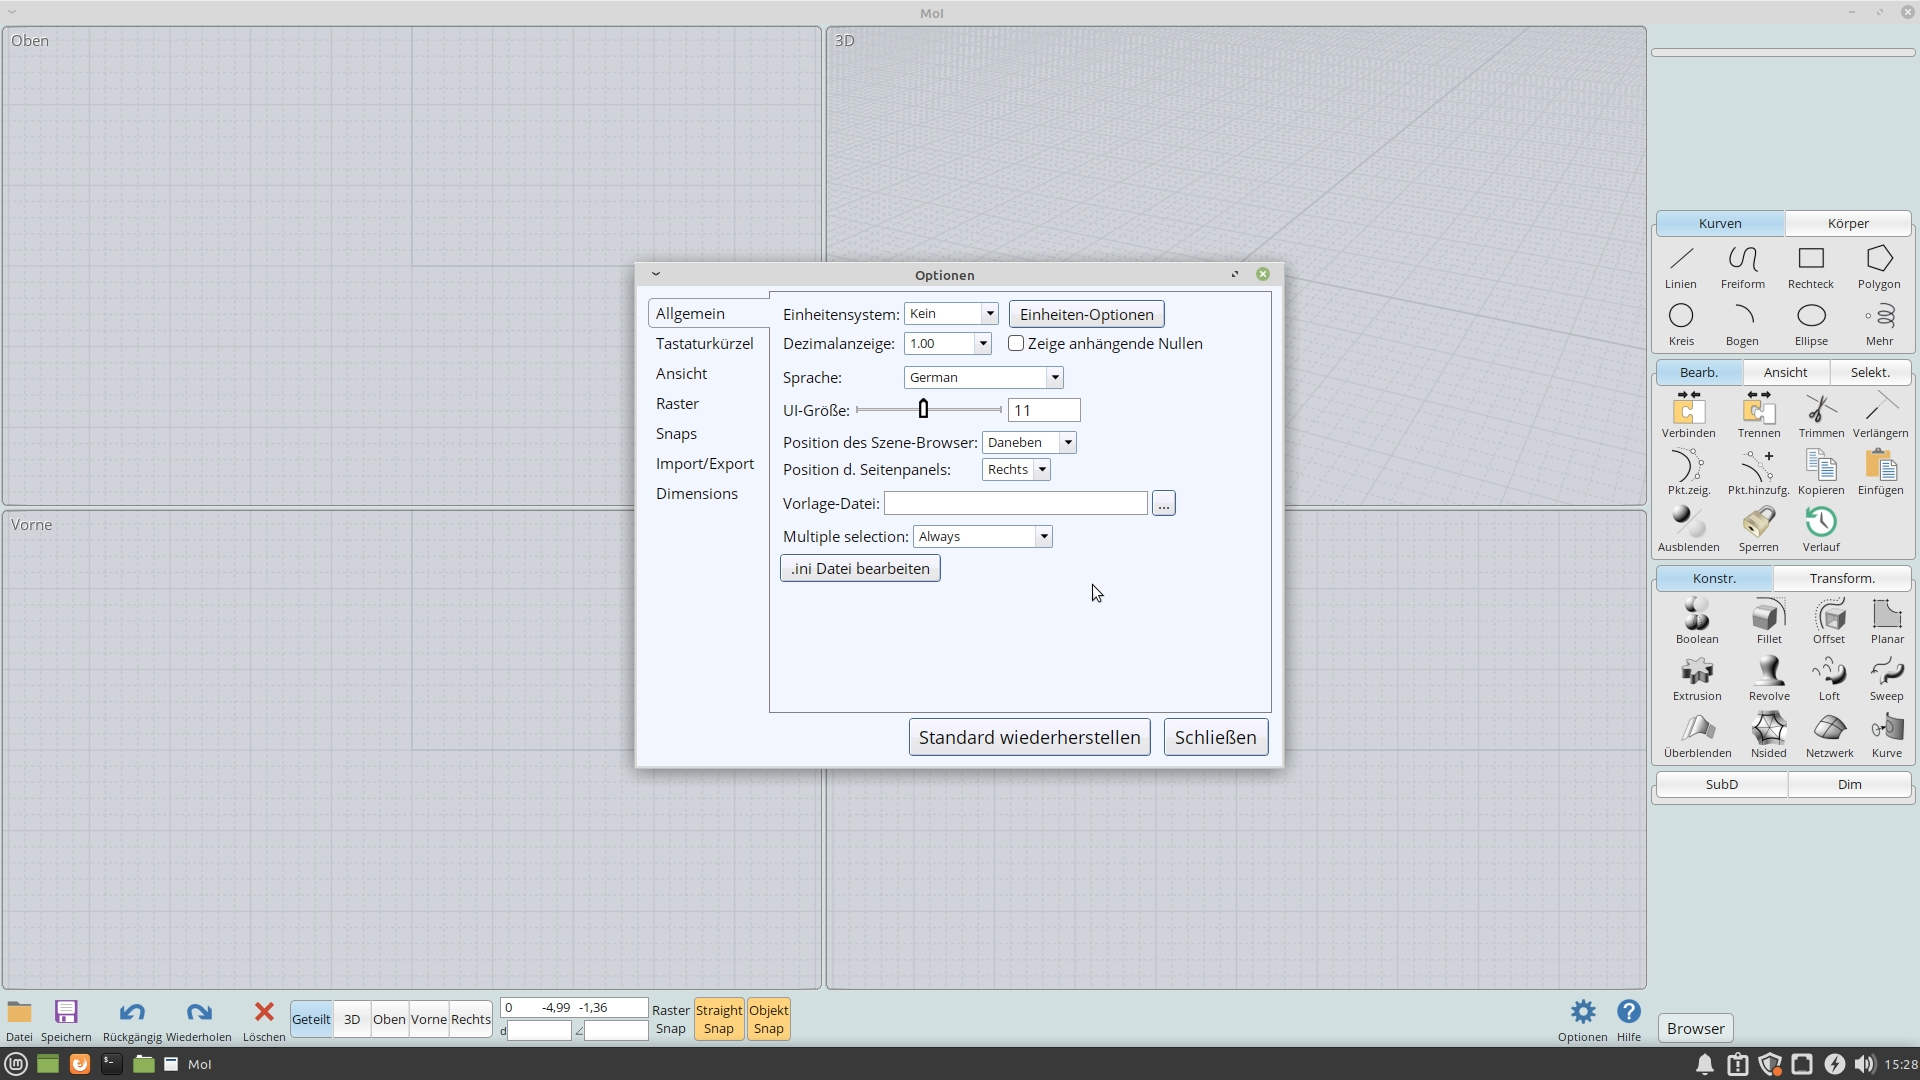 MoI
Oben
3D
Vorne
Optionen
Allgemein
Tastaturkürzel
Ansicht
Raster
Snaps
Import/Export
Dimensions
Einheitensystem: Kein Einheiten-Optionen
Dezimalanzeige: 1.00 Zeige anhängende Nullen
Sprache: German
UI-Größe: 11
Position des Szene-Browser: Daneben
Position d. Seitenpanels: Rechts
Vorlage-Datei: ...
Multiple selection: Always
.ini Datei bearbeiten
Standard wiederherstellen Schließen
Kurven Körper
Linien Freiform Rechteck Polygon
Kreis Bogen Ellipse Mehr
Bearb. Ansicht Selekt.
Verbinden Trennen Trimmen Verlängern
Pkt.zeig. Pkt.hinzufg. Kopieren Einfügen
Ausblenden Sperren Verlauf
Konstr. Transform.
Boolean Fillet Offset Planar
Extrusion Revolve Loft Sweep
Überblenden Nsided Netzwerk Kurve
SubD Dim
Datei Speichern Rückgängig Wiederholen Löschen
Geteilt 3D Oben Vorne Rechts
0 -4,99 -1,36
d
Raster Snap
Straight Snap
Objekt Snap
Optionen Hilfe
Browser
MoI
15:28